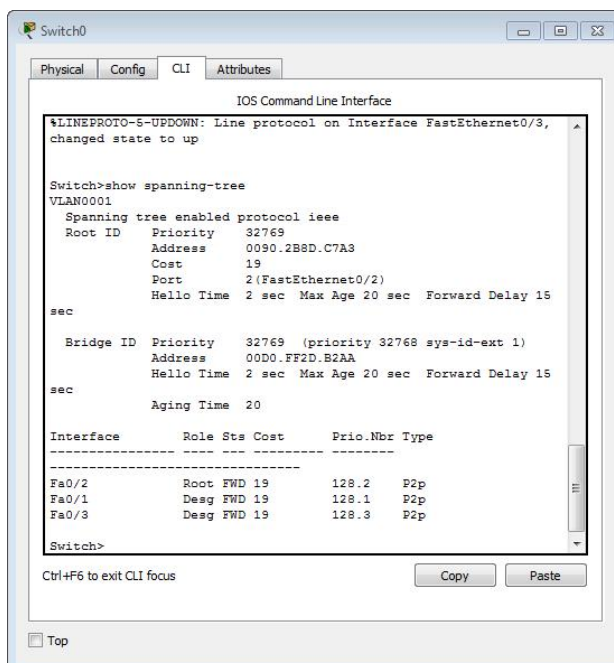 Switch0
Physical Config CLI Attributes
IOS Command Line Interface
%LINEPROTO-5-UPDOWN: Line protocol on Interface FastEthernet0/3,
changed state to up
Switch>show spanning-tree
VLAN0001
Spanning tree enabled protocol ieee
Root ID Priority 32769
Address 0090.2B8D.C7A3
Cost 19
Port 2(FastEthernet0/2)
Hello Time 2 sec Max Age 20 sec Forward Delay 15
sec
Bridge ID Priority 32769 (priority 32768 sys-id-ext 1)
Address 00D0.FF2D.B2AA
Hello Time 2 sec Max Age 20 sec Forward Delay 15
sec
Aging Time 20
Interface Role Sts Cost Prio.Nbr Type
---------------- ---- --- --------- --------
--------------------------------
Fa0/2 Root FWD 19 128.2 P2p
Fa0/1 Desg FWD 19 128.1 P2p
Fa0/3 Desg FWD 19 128.3 P2p
Switch>
Ctrl+F6 to exit CLI focus
Copy Paste
Top